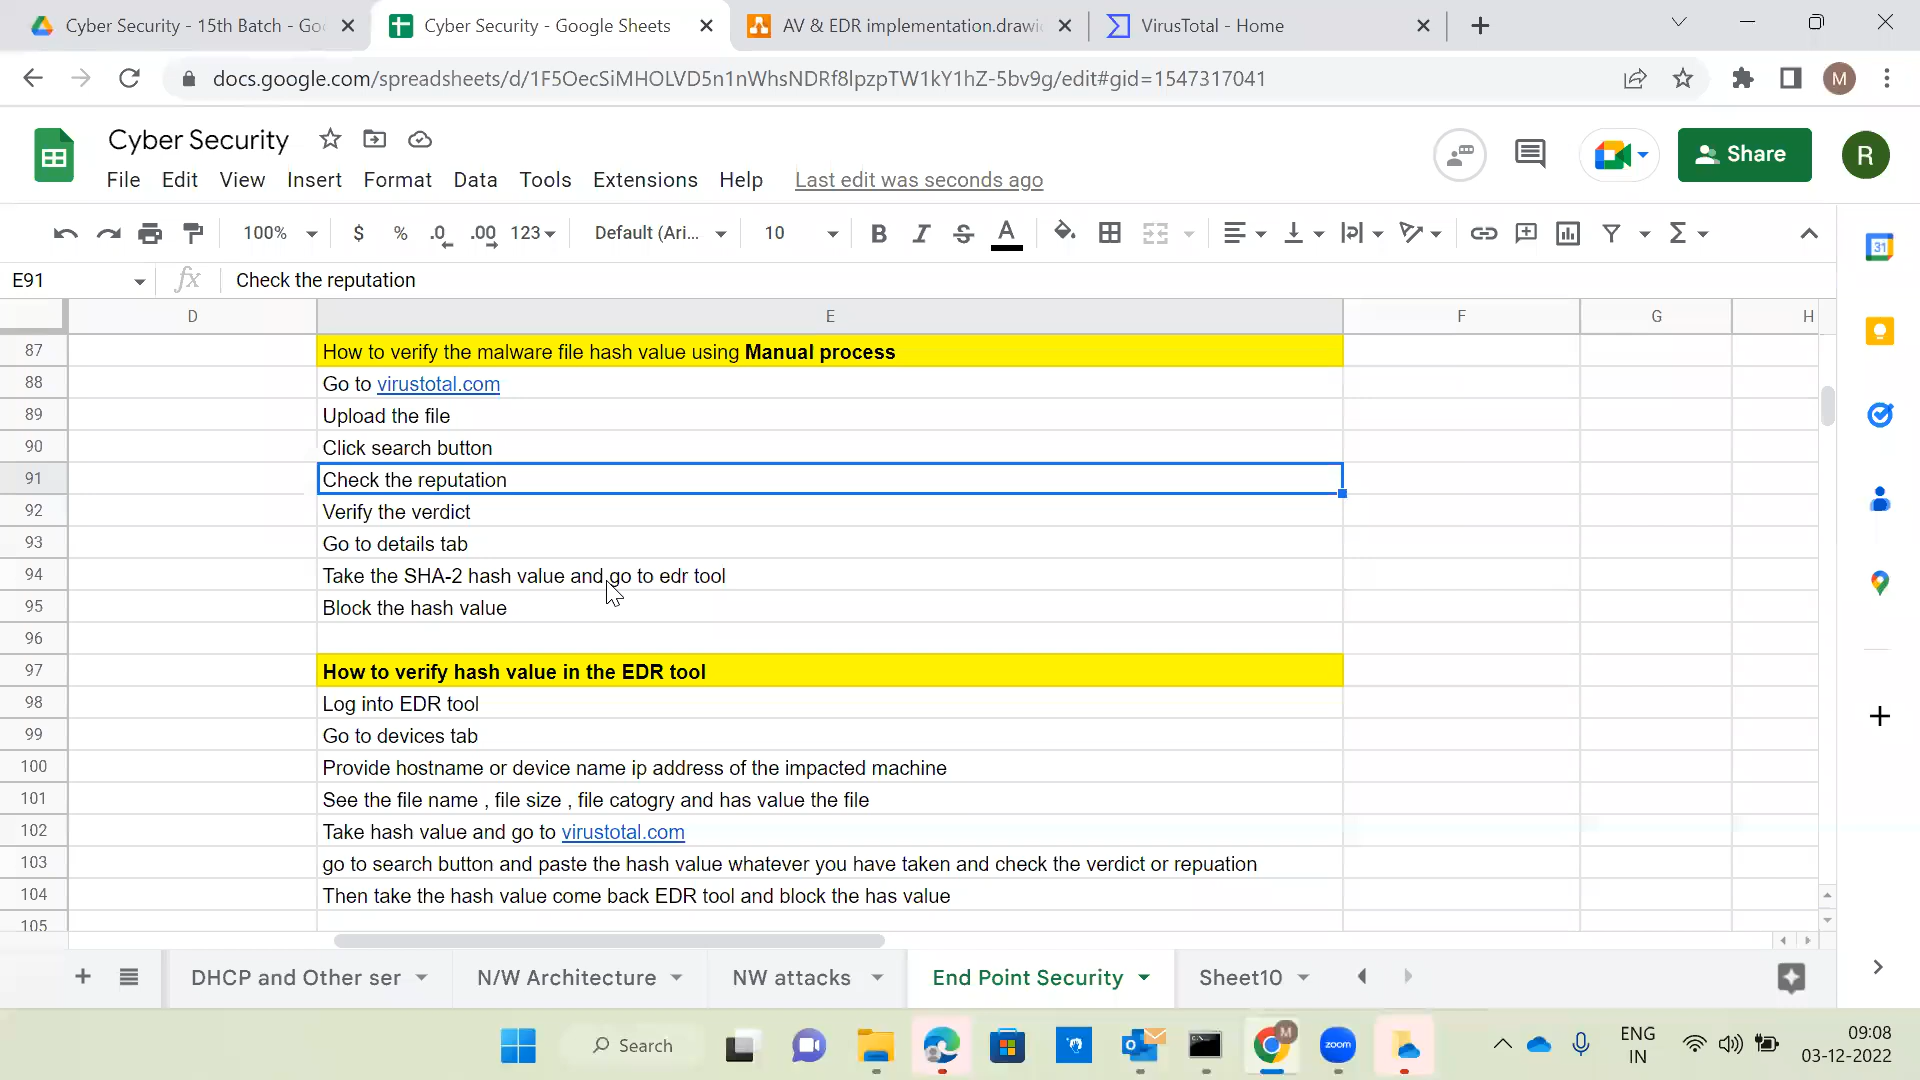 Cyber Security - 15th Batch - Go
Cyber Security - Google Sheets
AV & EDR implementation.drawi
VirusTotal - Home
docs.google.com/spreadsheets/d/1F5OecSiMHOLVD5n1nWhsNDRf8lpzpTW1kY1hZ-5bv9g/edit#gid=1547317041
M
Cyber Security
Share
R
File Edit View Insert Format Data Tools Extensions Help Last edit was seconds ago
100% $ % .0 .00 123 Default (Ari... 10 B I S A
31
E91 fx Check the reputation
D E F G H
87 How to verify the malware file hash value using Manual process
88 Go to virustotal.com
89 Upload the file
90 Click search button
91 Check the reputation
92 Verify the verdict
93 Go to details tab
94 Take the SHA-2 hash value and go to edr tool
95 Block the hash value
96
97 How to verify hash value in the EDR tool
98 Log into EDR tool
99 Go to devices tab
100 Provide hostname or device name ip address of the impacted machine
101 See the file name , file size , file catogry and has value the file
102 Take hash value and go to virustotal.com
103 go to search button and paste the hash value whatever you have taken and check the verdict or repuation
104 Then take the hash value come back EDR tool and block the has value
105
DHCP and Other ser N/W Architecture NW attacks End Point Security Sheet10
Search
M
zoom
ENG
IN
09:08
03-12-2022